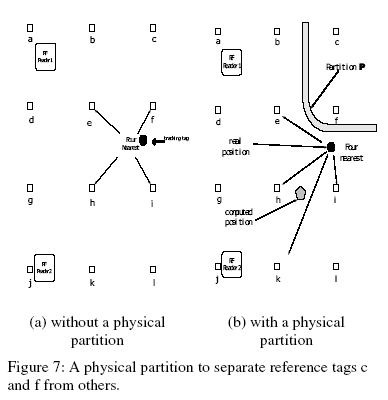 a b c
RF
Reader1
d e f
Four
Nearest
tracking tag
g h i
RF
Reader2
j k l
(a) without a physical
partition
a b c
RF
Reader1
Partition P
d e f
real
position
Four
nearest
g h i
computed
position
RF
Reader2
j k l
(b) with a physical
partition
Figure 7: A physical partition to separate reference tags c
and f from others.